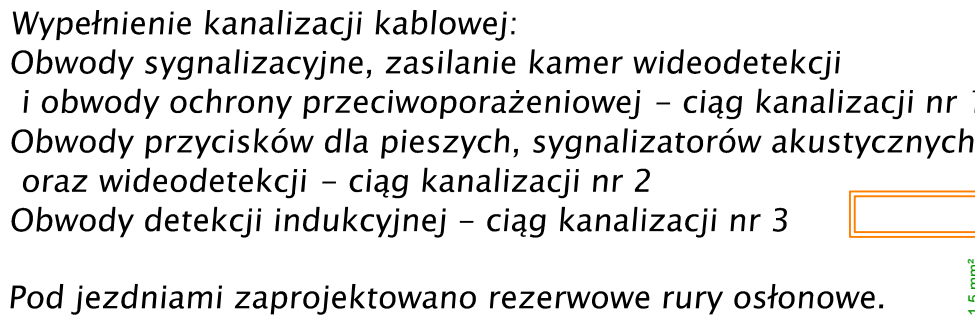 Wypełnienie kanalizacji kablowej:
Obwody sygnalizacyjne, zasilanie kamer wideodetekcji
i obwody ochrony przeciwoporażeniowej – ciąg kanalizacji nr 1
Obwody przycisków dla pieszych, sygnalizatorów akustycznych
oraz wideodetekcji – ciąg kanalizacji nr 2
Obwody detekcji indukcyjnej – ciąg kanalizacji nr 3
Pod jezdniami zaprojektowano rezerwowe rury osłonowe.